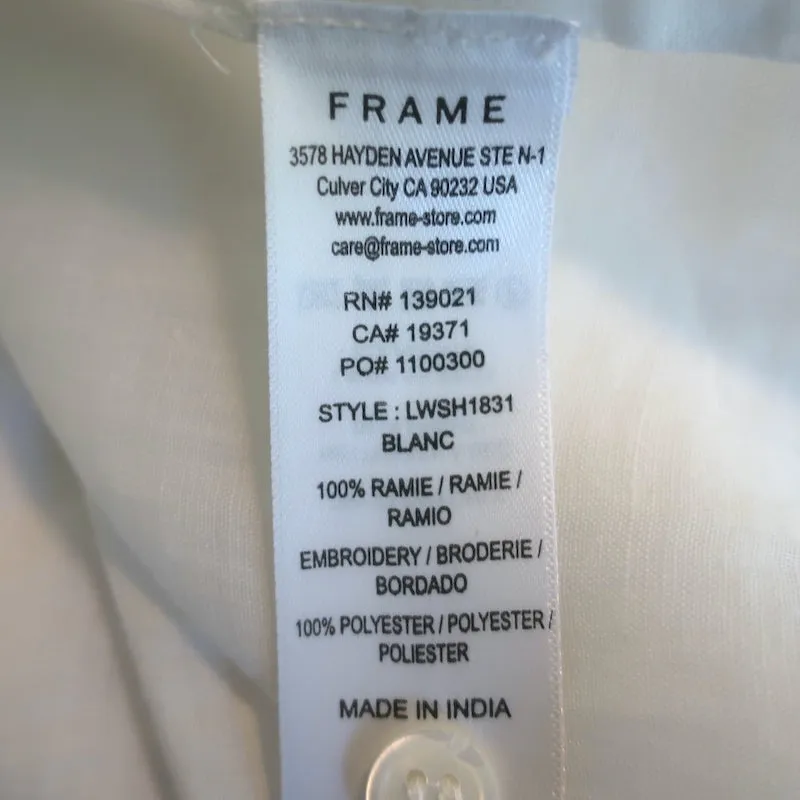 FRAME
3578 HAYDEN AVENUE STE N-1
Culver City CA 90232 USA
www.frame-store.com
care@frame-store.com
RN# 139021
CA# 19371
PO# 1100300
STYLE : LWSH1831
BLANC
100% RAMIE / RAMIE /
RAMIO
EMBROIDERY / BRODERIE /
BORDADO
100% POLYESTER / POLYESTER /
POLIESTER
MADE IN INDIA